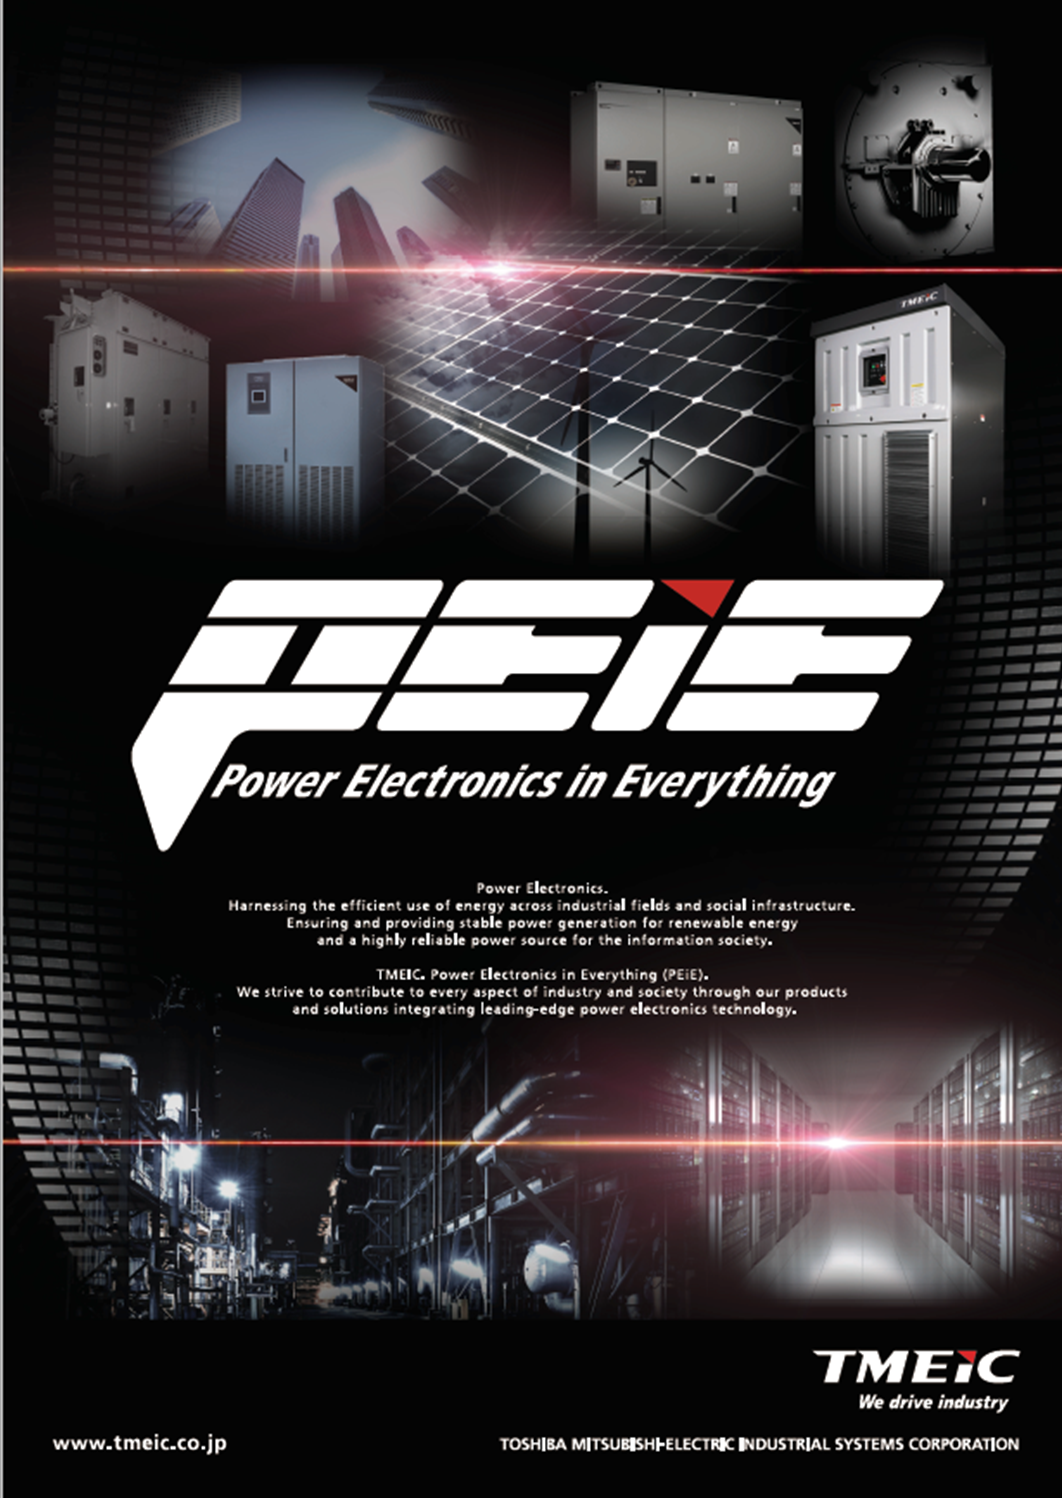 TMEiC
PEiE
Power Electronics in Everything
Power Electronics.
Harnessing the efficient use of energy across industrial fields and social infrastructure.
Ensuring and providing stable power generation for renewable energy
and a highly reliable power source for the information society.
TMEIC. Power Electronics in Everything (PEiE).
We strive to contribute to every aspect of industry and society through our products
and solutions integrating leading-edge power electronics technology.
TMEiC
We drive industry
www.tmeic.co.jp
TOSHIBA MITSUBISHI-ELECTRIC INDUSTRIAL SYSTEMS CORPORATION